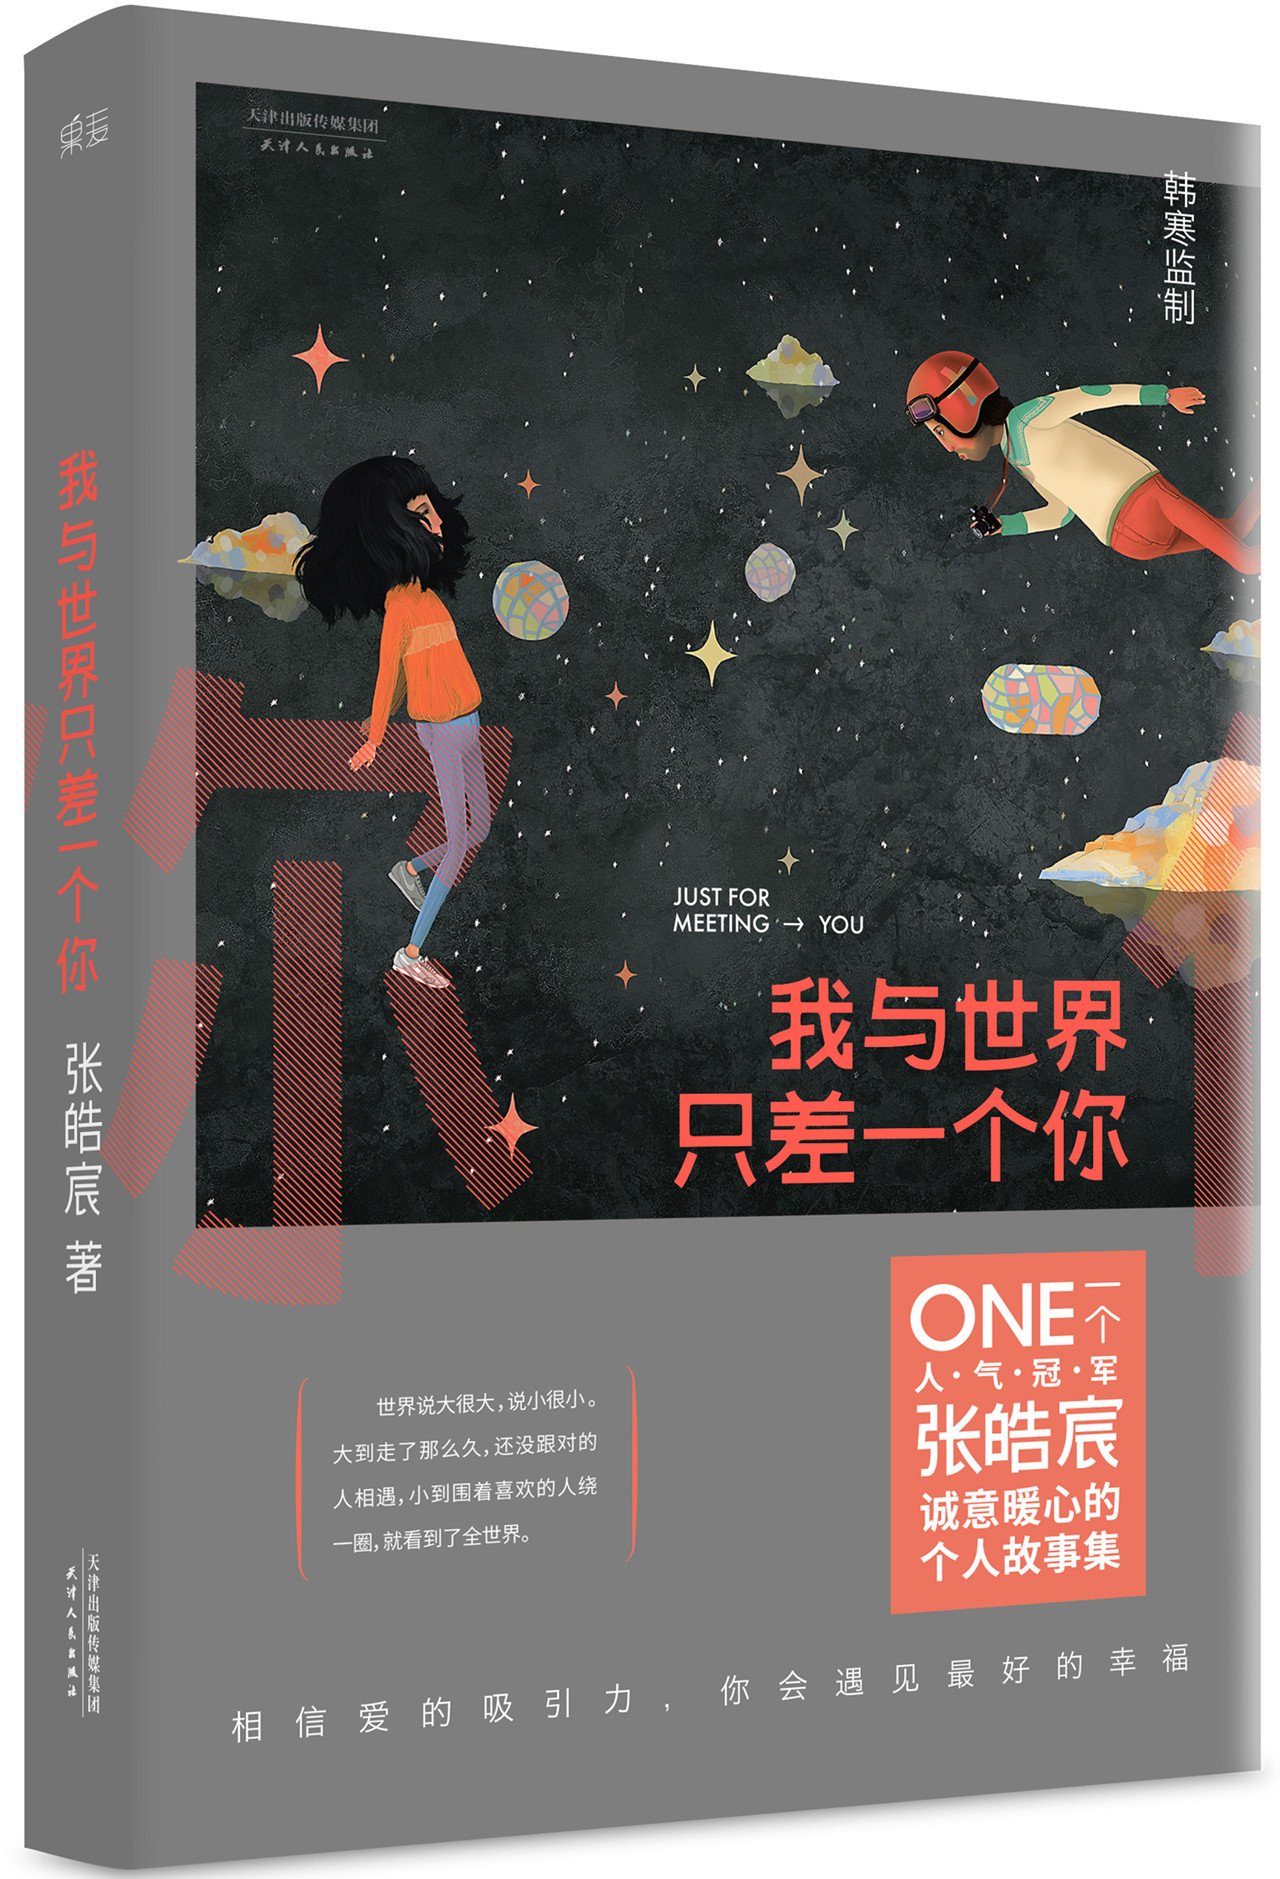 果麦
我与世界只差一个你
张皓宸 著
天津出版传媒集团
天津人民出版社
天津出版传媒集团
天津人民出版社
韩寒监制
JUST FOR
MEETING → YOU
我与世界
只差一个你
你
ONE一个
人·气·冠·军
张皓宸
诚意暖心的
个人故事集
世界说大很大，说小很小。
大到走了那么久，还没跟对的
人相遇，小到围着喜欢的人绕
一圈，就看到了全世界。
相信爱的吸引力，你会遇见最好的幸福